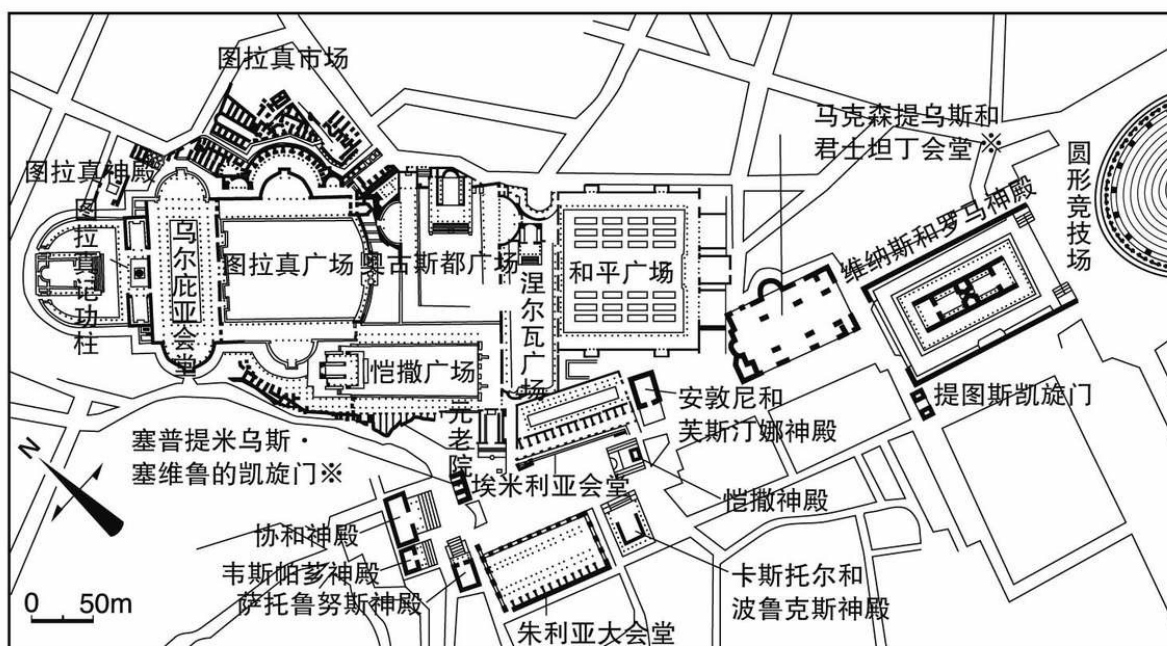 图拉真市场
马克森提乌斯和
君士坦丁会堂※
圆形竞技场
图拉真神殿
图拉真记功柱
乌尔庇亚会堂
图拉真广场
奥古斯都广场
涅尔瓦广场
和平广场
维纳斯和罗马神殿
恺撒广场
元老院
安敦尼和
芙斯汀娜神殿
提图斯凯旋门
塞普提米乌斯·
塞维鲁的凯旋门※
埃米利亚会堂
恺撒神殿
N
协和神殿
韦斯帕芗神殿
萨托鲁努斯神殿
卡斯托尔和
波鲁克斯神殿
朱利亚大会堂
0 50m